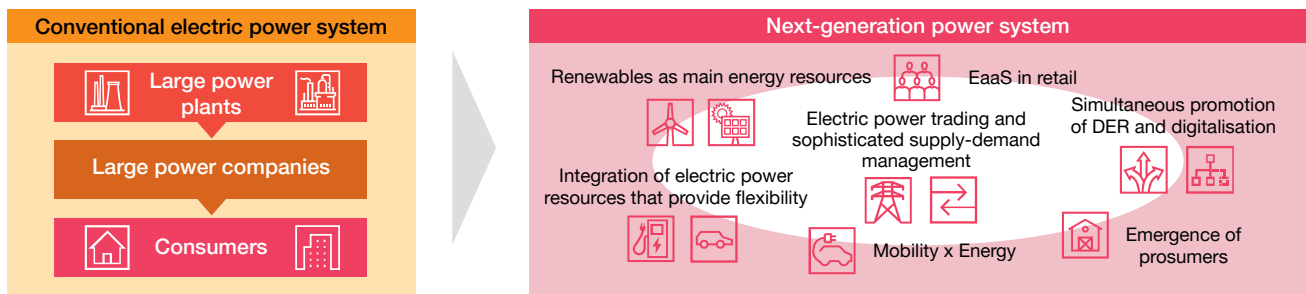 Conventional electric power system
Large power
plants
Large power companies
Consumers
Next-generation power system
Renewables as main energy resources
EaaS in retail
Simultaneous promotion
of DER and digitalisation
Electric power trading and
sophisticated supply-demand
management
Integration of electric power
resources that provide flexibility
Mobility x Energy
Emergence of
prosumers